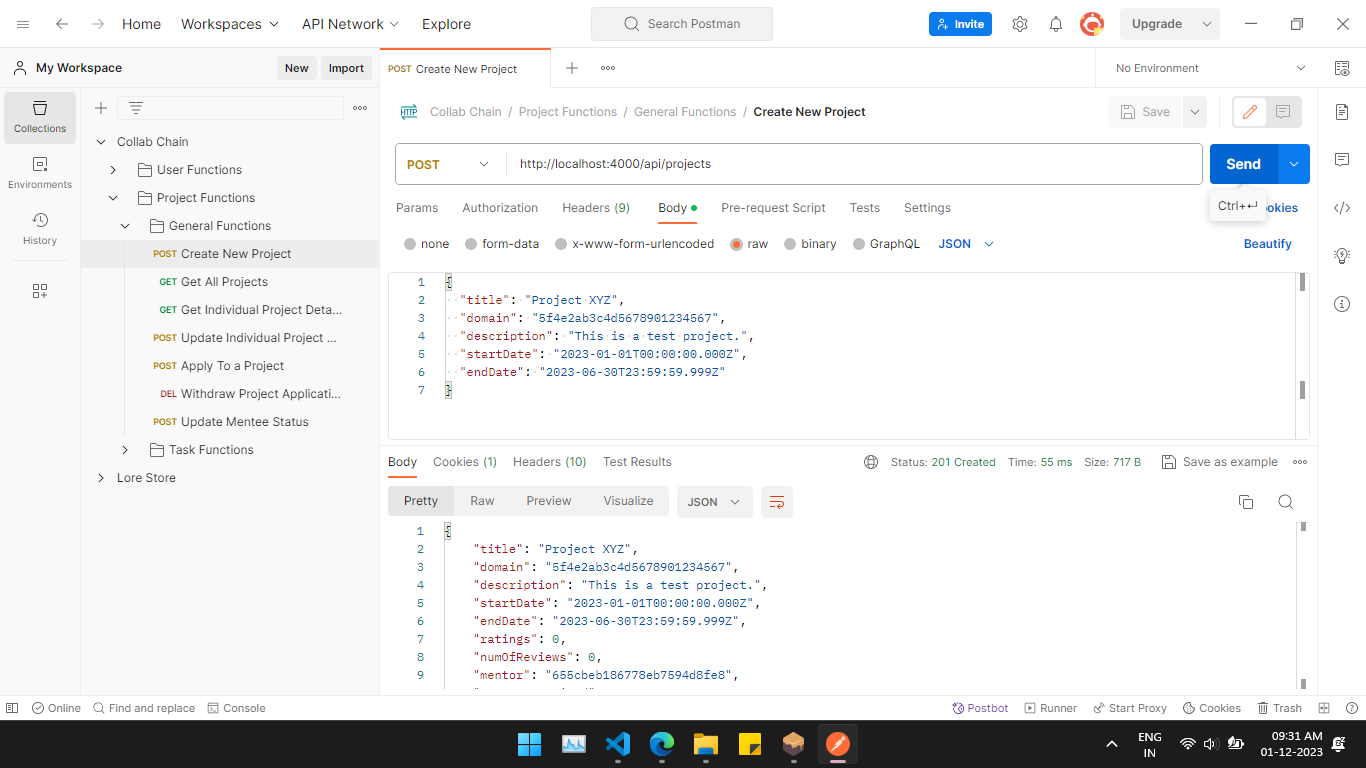 Home Workspaces API Network Explore Search Postman Invite Upgrade
My Workspace New Import POST Create New Project No Environment
Collections
Environments
History
Collab Chain
User Functions
Project Functions
General Functions
POST Create New Project
GET Get All Projects
GET Get Individual Project Deta...
POST Update Individual Project ...
POST Apply To a Project
DEL Withdraw Project Applicati...
POST Update Mentee Status
Task Functions
Lore Store
HTTP Collab Chain / Project Functions / General Functions / Create New Project Save
POST http://localhost:4000/api/projects Send
Ctrl+↵
Params Authorization Headers (9) Body Pre-request Script Tests Settings ookies
none form-data x-www-form-urlencoded raw binary GraphQL JSON Beautify
1 {
2 "title": "Project XYZ",
3 "domain": "5f4e2ab3c4d5678901234567",
4 "description": "This is a test project.",
5 "startDate": "2023-01-01T00:00:00.000Z",
6 "endDate": "2023-06-30T23:59:59.999Z"
7 }
Body Cookies (1) Headers (10) Test Results Status: 201 Created Time: 55 ms Size: 717 B Save as example
Pretty Raw Preview Visualize JSON
1 {
2 "title": "Project XYZ",
3 "domain": "5f4e2ab3c4d5678901234567",
4 "description": "This is a test project.",
5 "startDate": "2023-01-01T00:00:00.000Z",
6 "endDate": "2023-06-30T23:59:59.999Z",
7 "ratings": 0,
8 "numOfReviews": 0,
9 "mentor": "655cbeb186778eb7594d8fe8",
Online Find and replace Console Postbot Runner Start Proxy Cookies Trash
ENG 09:31 AM
IN 01-12-2023